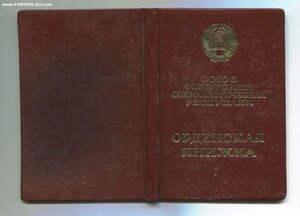 www.FORUMS-SU.com
СОЮЗ
СОВЕТСКИХ
СОЦИАЛИСТИЧЕСКИХ
РЕСПУБЛИК
ОРДЕНСКАЯ
КНИЖКА